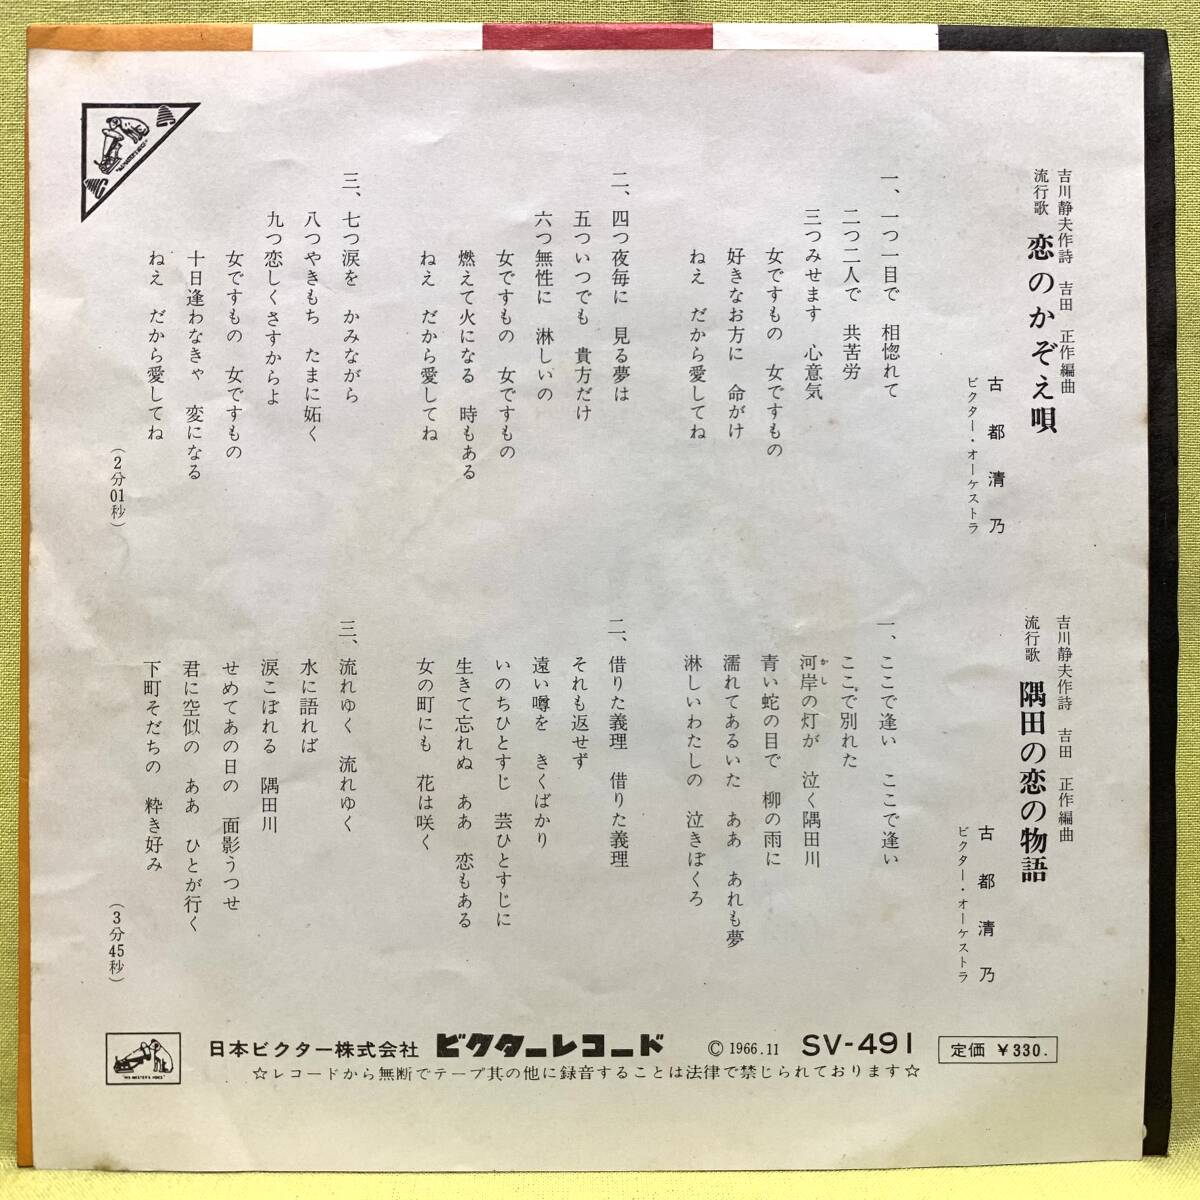 吉川静夫作詩 吉田 正作編曲
流行歌 恋のかぞえ唄
古都清乃
ビクター・オーケストラ
一、一つ一目で 相惚れて
二つ二人で 共苦労
三つみせます 心意気
女ですもの 女ですもの
好きなお方に 命がけ
ねえ だから愛してね
二、四つ夜毎に 見る夢は
五ついつでも 貴方だけ
六つ無性に 淋しいの
女ですもの 女ですもの
燃えて火になる 時もある
ねえ だから愛してね
三、七つ涙を かみながら
八つやきもち たまに妬く
九つ恋しくさすからよ
女ですもの 女ですもの
十日逢わなきゃ 変になる
ねえ だから愛してね
(2分01秒)
吉川静夫作詩 吉田 正作編曲
流行歌 隅田の恋の物語
古都清乃
ビクター・オーケストラ
一、ここで逢い ここで逢い
ここで別れた
河岸の灯が 泣く隅田川
かし
青い蛇の目で 柳の雨に
濡れてあるいた ああ あれも夢
淋しいわたしの 泣きぼくろ
二、借りた義理 借りた義理
それも返せず
遠い噂を きくばかり
いのちひとすじ 芸ひとすじに
生きて忘れぬ ああ 恋もある
女の町にも 花は咲く
三、流れゆく 流れゆく
水に語れば
涙こぼれる 隅田川
せめてあの日の 面影うつせ
君に空似の ああ ひとが行く
下町そだちの 粋き好み
(3分45秒)
"HIS MASTER'S VOICE"
日本ビクター株式会社 ビクターレコード Ⓒ1966.11 SV-491 定価 ¥330.
☆レコードから無断でテープ其の他に録音することは法律で禁じられております☆